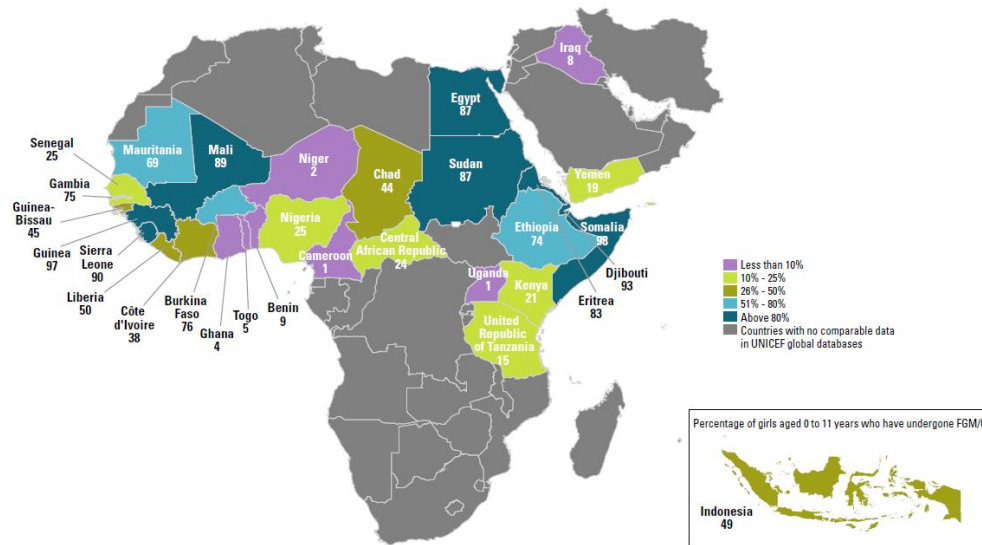 Iraq
8
Egypt
87
Senegal
25
Mauritania
69
Mali
89
Niger
2
Chad
44
Sudan
87
Yemen
19
Gambia
75
Guinea-
Bissau
45
Guinea
97
Sierra
Leone
90
Liberia
50
Côte
d'Ivoire
38
Burkina
Faso
76
Ghana
4
Togo
5
Benin
9
Nigeria
25
Cameroon
1
Central
African Republic
24
Ethiopia
74
Somalia
98
Djibouti
93
Eritrea
83
Uganda
1
Kenya
21
United
Republic
of Tanzania
15
Less than 10%
10% - 25%
26% - 50%
51% - 80%
Above 80%
Countries with no comparable data
in UNICEF global databases
Percentage of girls aged 0 to 11 years who have undergone FGM/
Indonesia
49